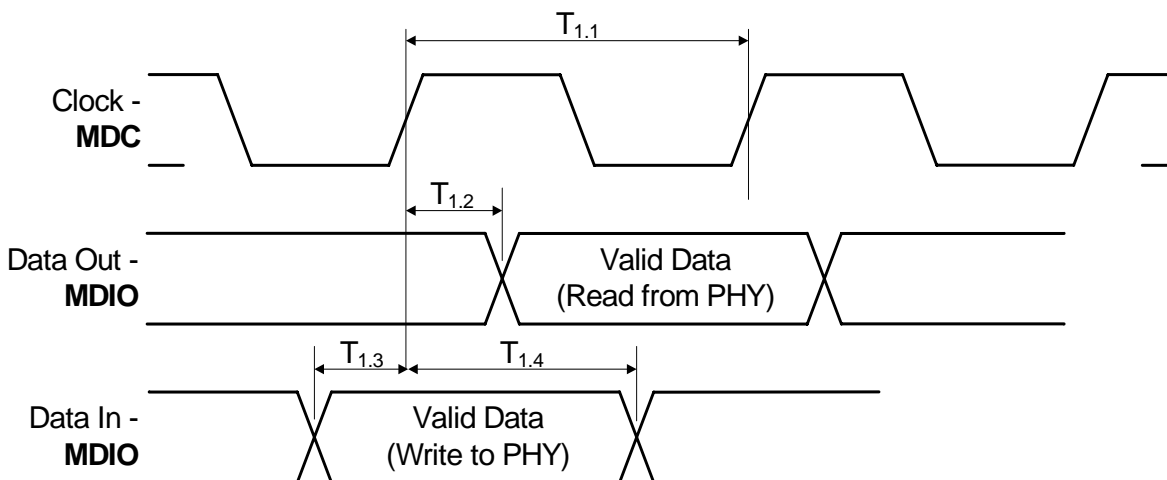 T1.1
Clock -
MDC
T1.2
Data Out -
MDIO
Valid Data
(Read from PHY)
T1.3
T1.4
Data In -
MDIO
Valid Data
(Write to PHY)